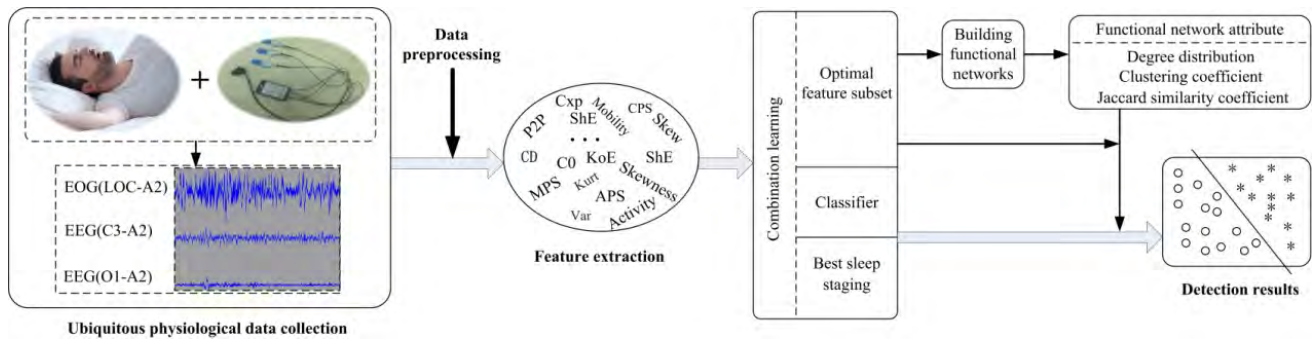 EOG(LOC-A2)
EEG(C3-A2)
EEG(O1-A2)
Ubiquitous physiological data collection
Data
preprocessing
Cxp
Mobility
CPS
Skew
P2P
ShE
...
CD
C0
KoE
ShE
MPS
Kurt
Skewness
APS
Var
Activity
Feature extraction
Combination learning
Optimal
feature subset
Classifier
Best sleep
staging
Building
functional
networks
Functional network attribute
Degree distribution
Clustering coefficient
Jaccard similarity coefficient
Detection results